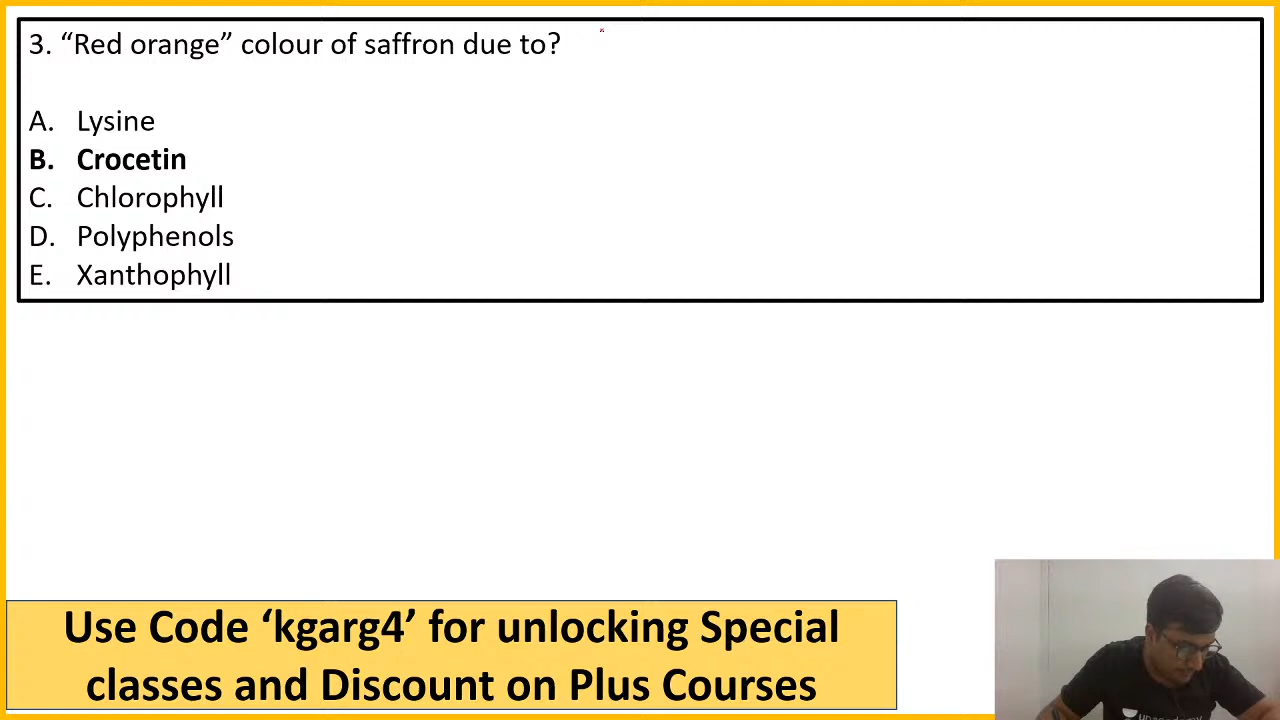 3. “Red orange” colour of saffron due to?
A. Lysine
B. Crocetin
C. Chlorophyll
D. Polyphenols
E. Xanthophyll
Use Code ‘kgarg4’ for unlocking Special
classes and Discount on Plus Courses